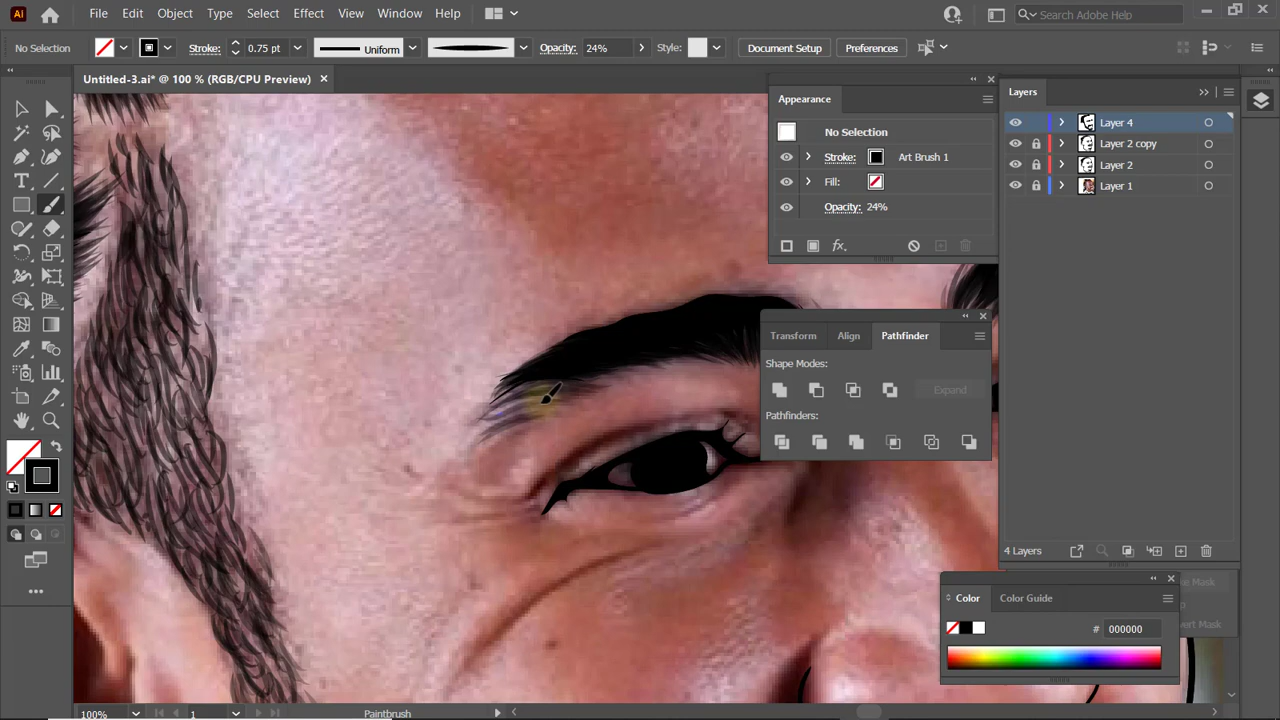 Ai File Edit Object Type Select Effect View Window Help Search Adobe Help
No Selection Stroke: 0.75 pt Uniform Opacity: 24% Style: Document Setup Preferences
Untitled-3.ai* @ 100 % (RGB/CPU Preview)
Appearance
No Selection
Stroke: Art Brush 1
Fill:
Opacity: 24%
fx.
Transform Align Pathfinder
Shape Modes:
Expand
Pathfinders:
Layers
Layer 4
Layer 2 copy
Layer 2
Layer 1
4 Layers
Color Color Guide
# 000000
100% 1 Paintbrush